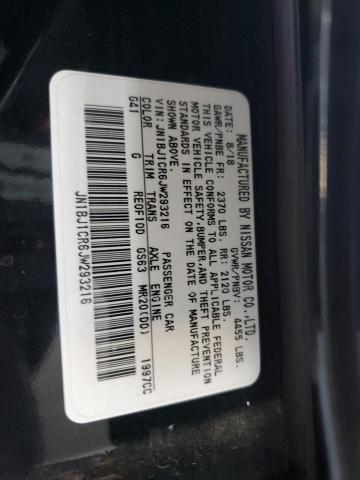 MANUFACTURED BY NISSAN MOTOR CO.,LTD.
DATE: 8/18 GVWR/PNBV: 4455 LBS.
GAWR/PNBE FR: 2370 LBS. RR: 2120 LBS.
THIS VEHICLE CONFORMS TO ALL APPLICABLE FEDERAL
MOTOR VEHICLE SAFETY,BUMPER,AND THEFT PREVENTION
STANDARDS IN EFFECT ON THE DATE OF MANUFACTURE
SHOWN ABOVE.
VIN: JN1BJ1CR6JW293216 PASSENGER CAR
COLOR TRIM TRANS AXLE ENGINE
G41 G RE0F10D GS63 MR20(DD) 1997CC
JN1BJ1CR6JW293216